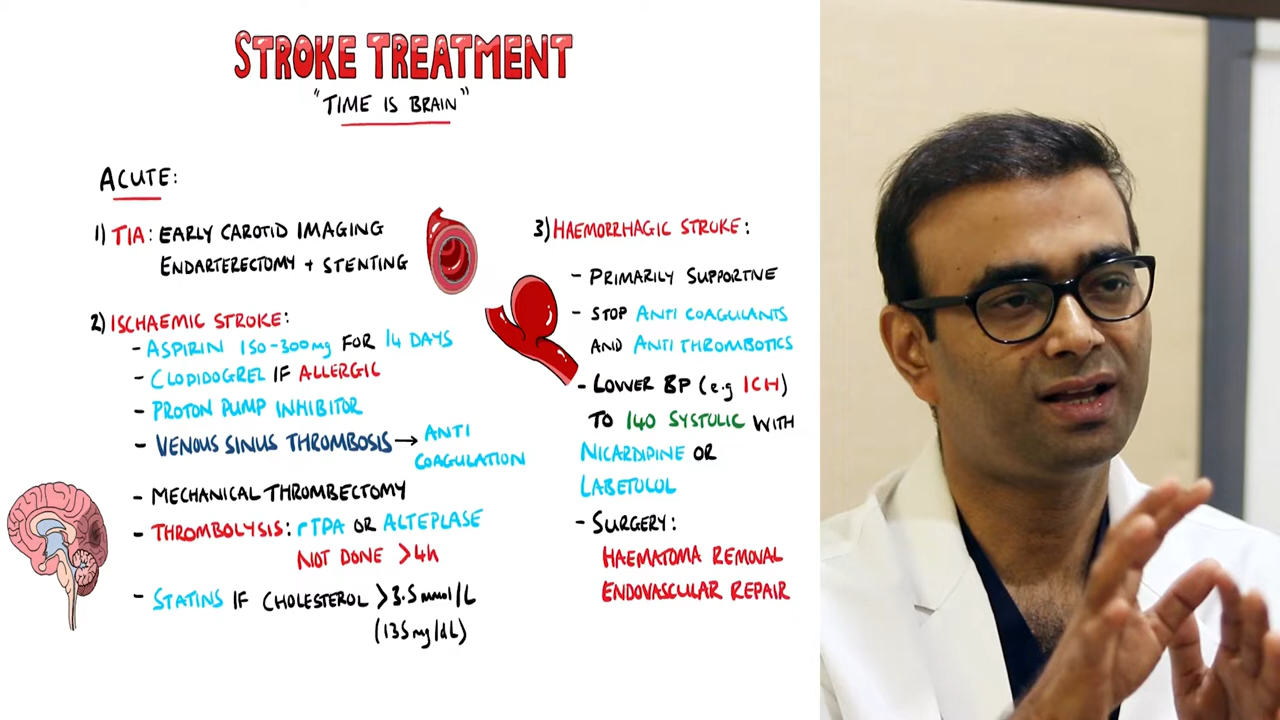 STROKE TREATMENT
"TIME IS BRAIN"
ACUTE:
1) TIA: EARLY CAROTID IMAGING
ENDARTERECTOMY + STENTING
2) ISCHAEMIC STROKE:
- ASPIRIN 150-300mg FOR 14 DAYS
- CLOPIDOGREL IF ALLERGIC
- PROTON PUMP INHIBITOR
- VENOUS SINUS THROMBOSIS → ANTI
COAGULATION
- MECHANICAL THROMBECTOMY
- THROMBOLYSIS: rTPA OR ALTEPLASE
NOT DONE >4h
- STATINS IF CHOLESTEROL >3.5mmol/L
(135mg/dL)
3) HAEMORRHAGIC STROKE:
- PRIMARILY SUPPORTIVE
- STOP ANTI COAGULANTS
AND ANTI THROMBOTICS
- LOWER BP (e.g ICH)
TO 140 SYSTOLIC WITH
NICARDIPINE OR
LABETOLOL
- SURGERY:
HAEMATOMA REMOVAL
ENDOVASCULAR REPAIR